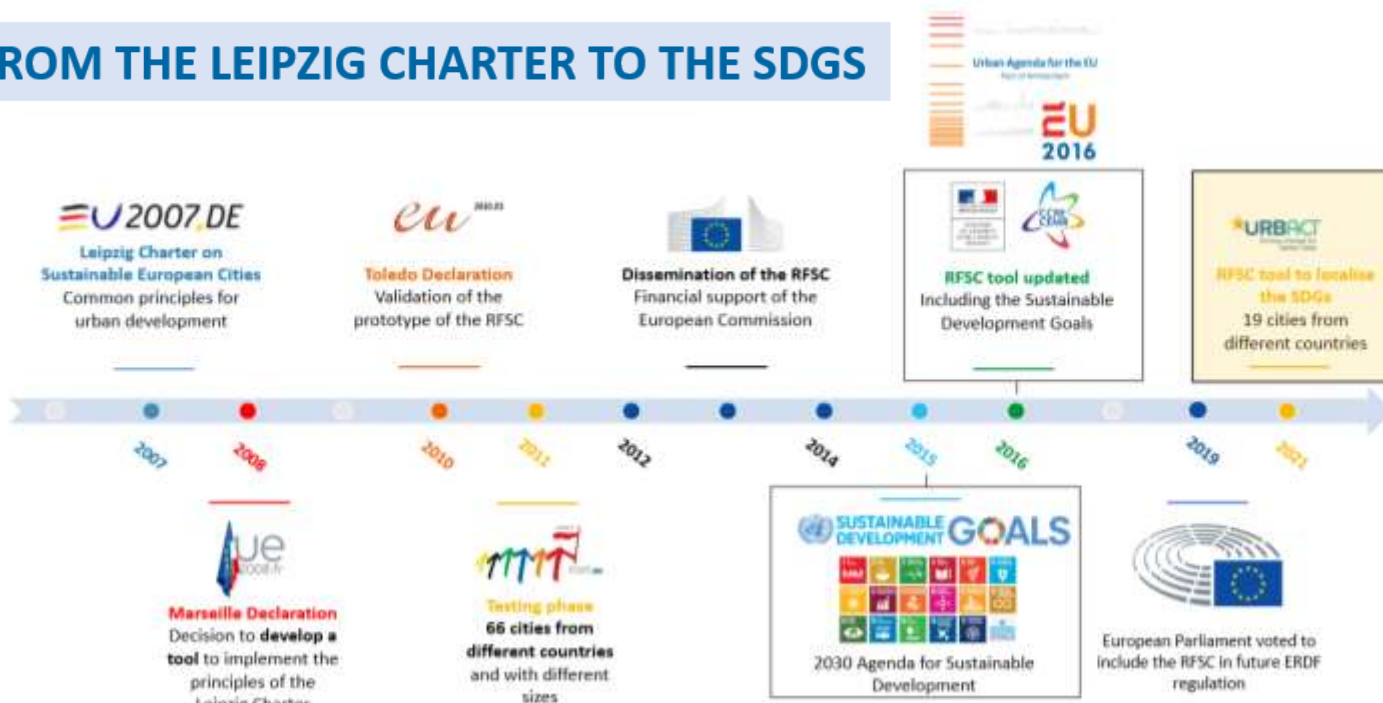 ROM THE LEIPZIG CHARTER TO THE SDGS
Urban Agenda for the EU
EU
2016
EU2007.DE
Leipzig Charter on
Sustainable European Cities
Common principles for
urban development
eu
Toledo Declaration
Validation of the
prototype of the RFSC
Dissemination of the RFSC
Financial support of the
European Commission
RFSC tool updated
Including the Sustainable
Development Goals
URBACT
RFSC tool to localise
the SDGs
19 cities from
different countries
2007
2008
2010
2011
2012
2014
2015
2016
2019
2021
ue
2008.fr
Marseille Declaration
Decision to develop a
tool to implement the
principles of the
Leipzig Charter
Testing phase
66 cities from
different countries
and with different
sizes
SUSTAINABLE
DEVELOPMENT GOALS
2030 Agenda for Sustainable
Development
European Parliament voted to
include the RFSC in future ERDF
regulation